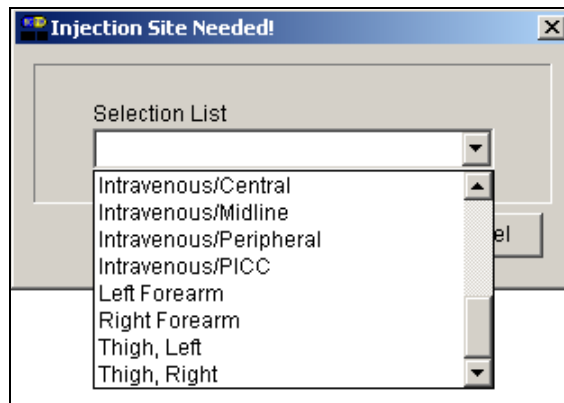 Injection Site Needed!
Selection List
Intravenous/Central
Intravenous/Midline
Intravenous/Peripheral
Intravenous/PICC
Left Forearm
Right Forearm
Thigh, Left
Thigh, Right
el